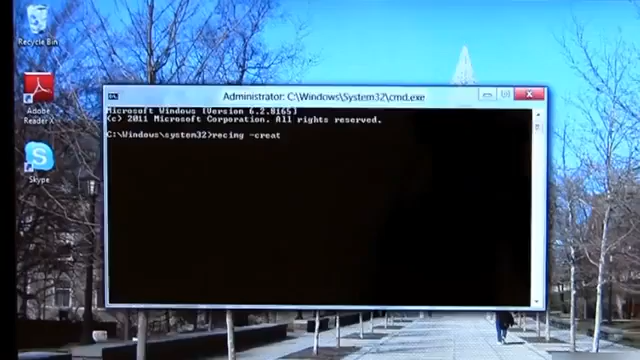 Recycle Bin
Adobe
Reader X
Skype
Administrator: C:\Windows\System32\cmd.exe
Microsoft Windows [Version 6.2.8165]
(c) 2011 Microsoft Corporation. All rights reserved.
C:\Windows\system32>recimg -creat